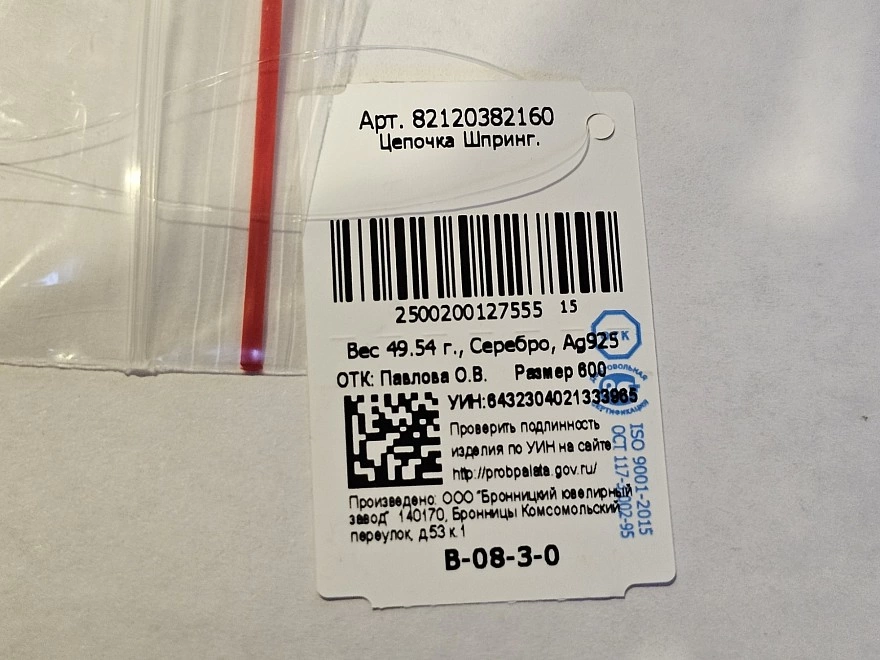 Арт. 82120382160
Цепочка Шпринг.
2500200127555 15
Вес 49.54 г., Серебро, Ag925
ОТК: Павлова О.В. Размер 600
УИН:6432304021333965
Проверить подлинность
изделия по УИН на сайте
http://probpalata.gov.ru/
ISO 9001-2015
ОСТ 117-3-002-95
Произведено: ООО "Бронницкий ювелирный
завод" 140170, Бронницы Комсомольский
переулок, д.53 к.1
В-08-3-0